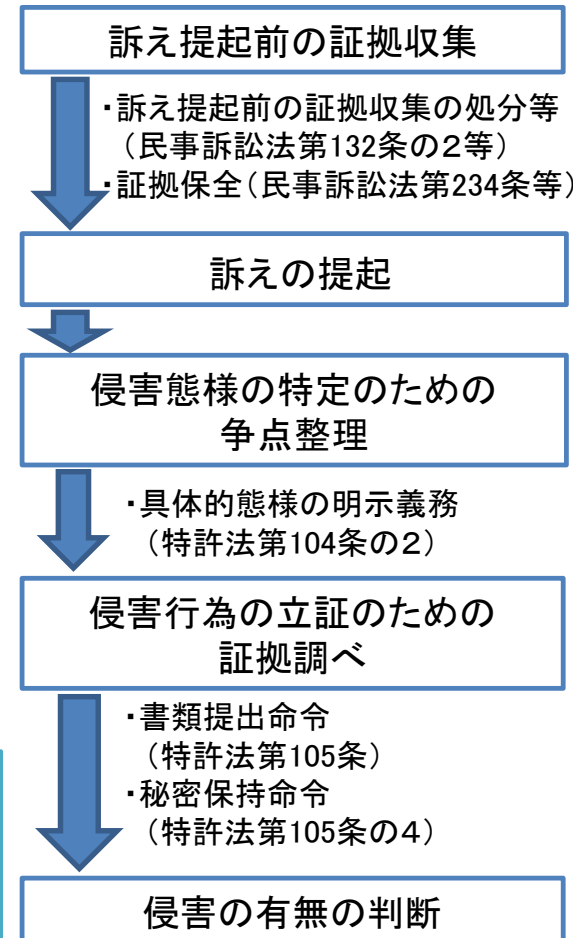 訴え提起前の証拠収集
・訴え提起前の証拠収集の処分等
(民事訴訟法第132条の2等)
・証拠保全(民事訴訟法第234条等)
訴えの提起
侵害態様の特定のための
争点整理
・具体的態様の明示義務
(特許法第104条の2)
侵害行為の立証のための
証拠調べ
・書類提出命令
(特許法第105条)
・秘密保持命令
(特許法第105条の4)
侵害の有無の判断